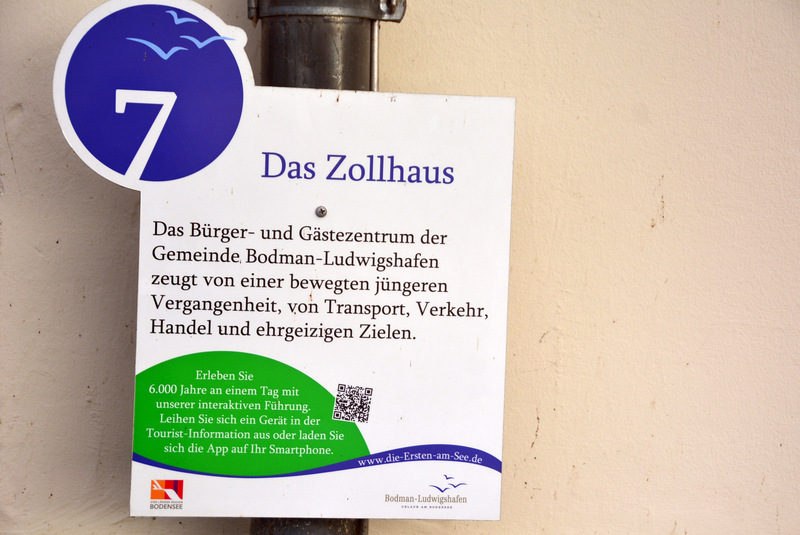 7
Das Zollhaus
Das Bürger- und Gästezentrum der
Gemeinde Bodman-Ludwigshafen
zeugt von einer bewegten jüngeren
Vergangenheit, von Transport, Verkehr,
Handel und ehrgeizigen Zielen.
Erleben Sie
6.000 Jahre an einem Tag mit
unserer interaktiven Führung.
Leihen Sie sich ein Gerät in der
Tourist-Information aus oder laden Sie
sich die App auf Ihr Smartphone.
www.die-Ersten-am-See.de
BODENSEE
Bodman-Ludwigshafen
URLAUB AM BODENSEE